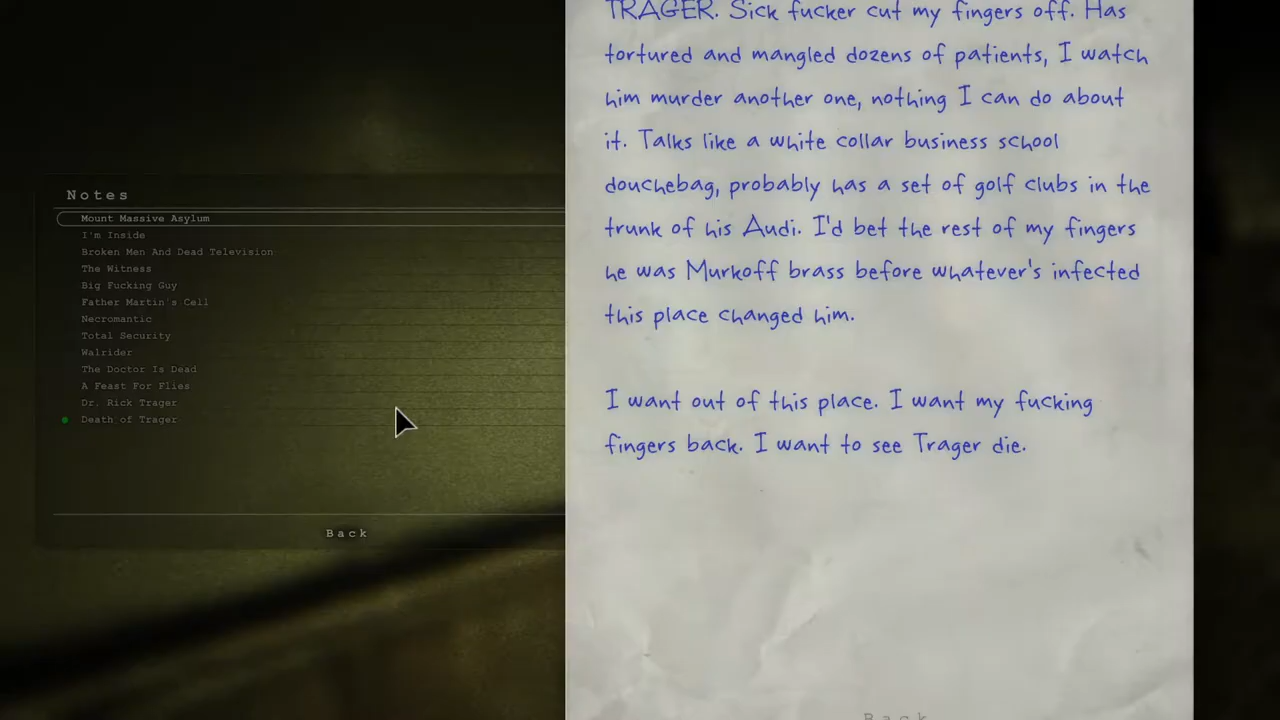 Notes
Mount Massive Asylum
I'm Inside
Broken Men And Dead Television
The Witness
Big Fucking Guy
Father Martin's Cell
Necromantic
Total Security
Walrider
The Doctor Is Dead
A Feast For Flies
Dr. Rick Trager
Death of Trager
Back
TRAGER. Sick fucker cut my fingers off. Has
tortured and mangled dozens of patients, I watch
him murder another one, nothing I can do about
it. Talks like a white collar business school
douchebag, probably has a set of golf clubs in the
trunk of his Audi. I'd bet the rest of my fingers
he was Murkoff brass before whatever's infected
this place changed him.
I want out of this place. I want my fucking
fingers back. I want to see Trager die.
Back